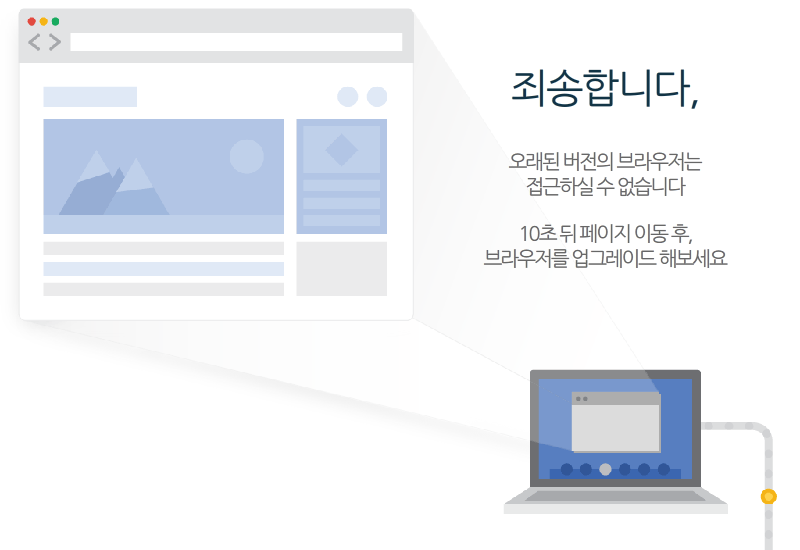 죄송합니다,
오래된 버전의 브라우저는
접근하실 수 없습니다
10초 뒤 페이지 이동 후,
브라우저를 업그레이드 해보세요